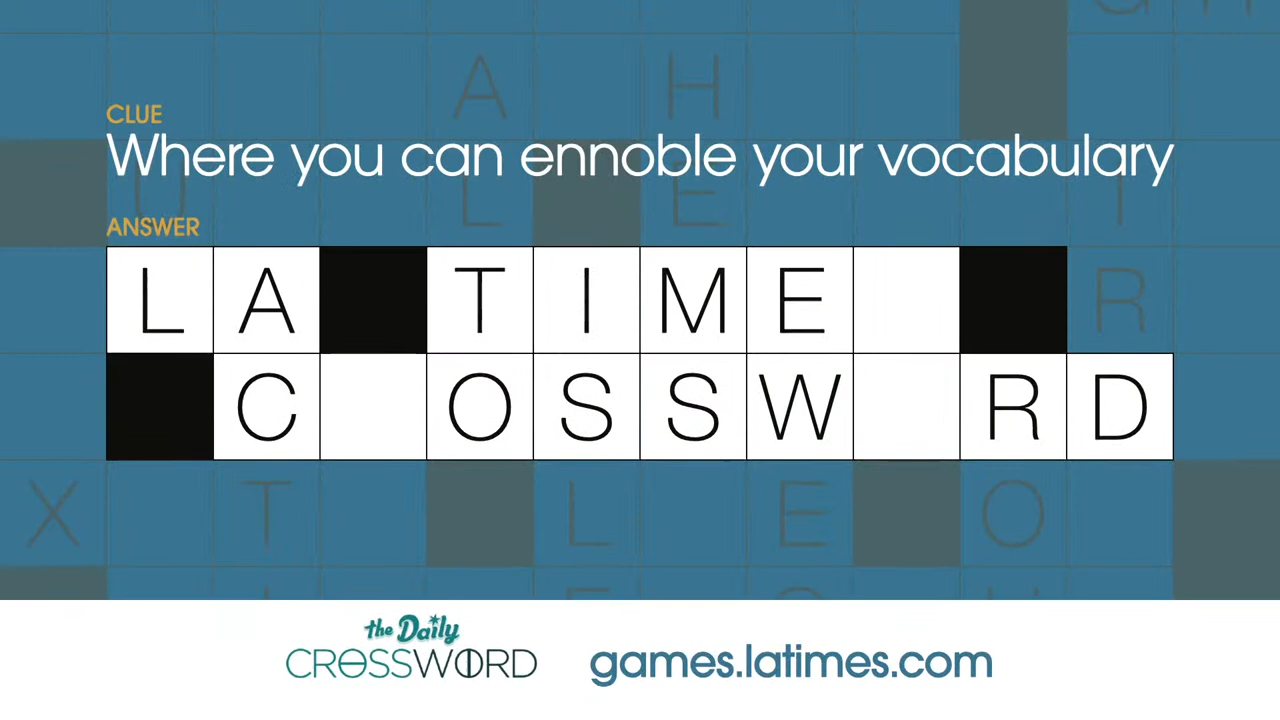 A H
CLUE
Where you can ennoble your vocabulary
L E I
ANSWER
LA TIME R
C OSSW RD
X T L E O
the Daily
CROSSWORD
games.latimes.com